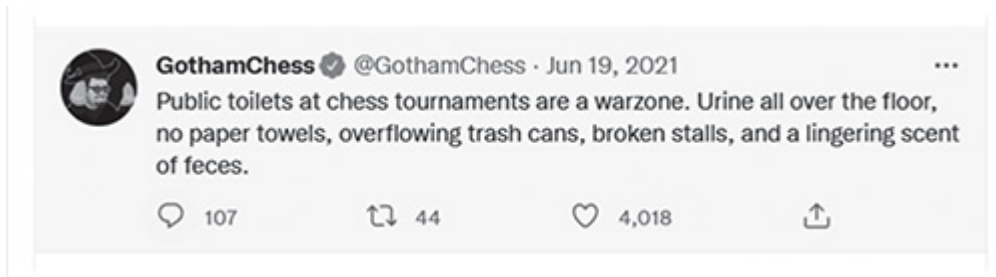 GothamChess @GothamChess · Jun 19, 2021
Public toilets at chess tournaments are a warzone. Urine all over the floor,
no paper towels, overflowing trash cans, broken stalls, and a lingering scent
of feces.
107 44 4,018